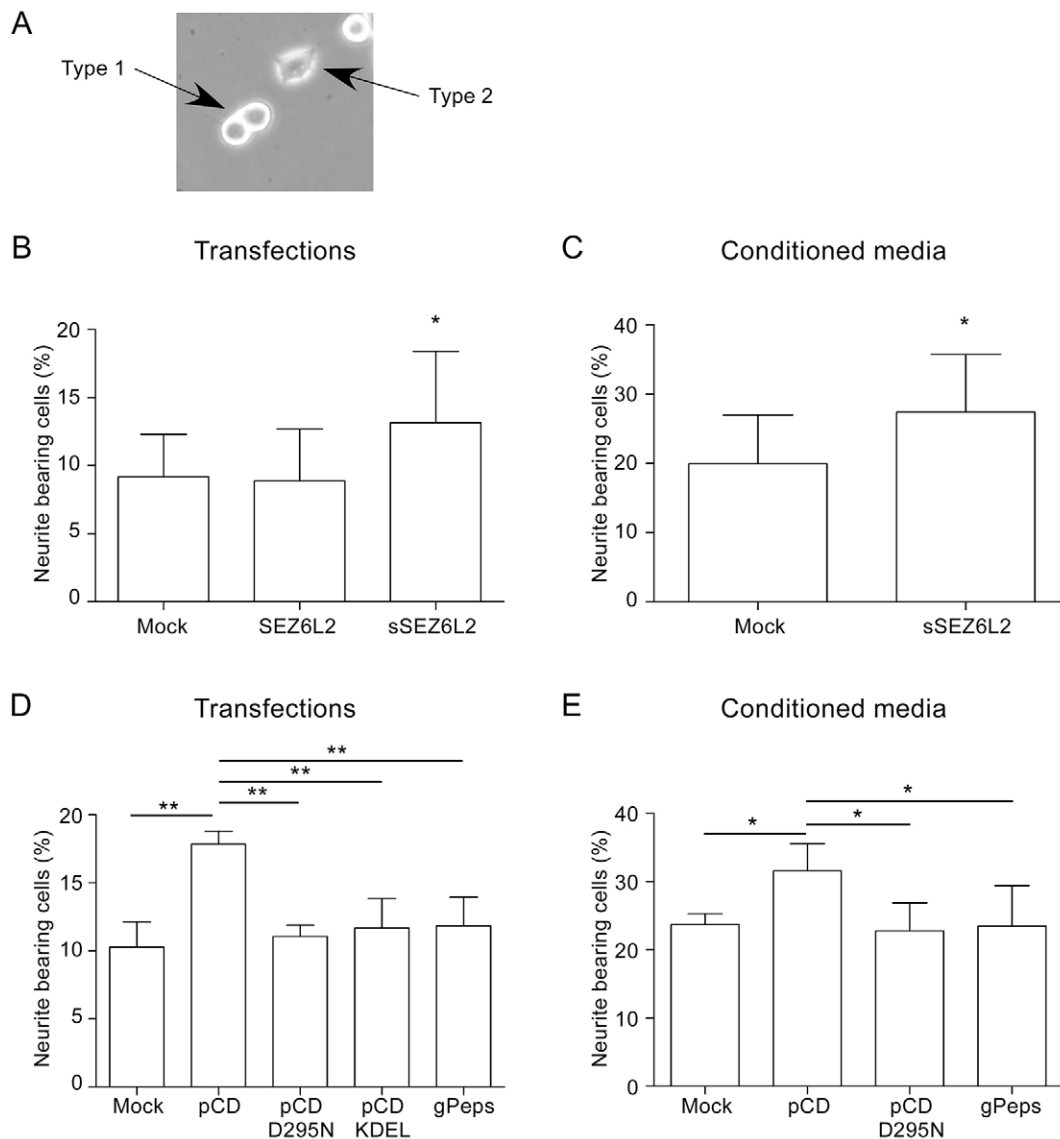 A
Type 1
Type 2
B
Transfections
Neurite bearing cells (%)
20
15
10
5
0
*
Mock
SEZ6L2
sSEZ6L2
C
Conditioned media
Neurite bearing cells (%)
40
30
20
10
0
*
Mock
sSEZ6L2
D
Transfections
Neurite bearing cells (%)
20
15
10
5
0
**
**
**
**
Mock
pCD
pCD
D295N
pCD
KDEL
gPeps
E
Conditioned media
Neurite bearing cells (%)
40
30
20
10
0
*
*
*
Mock
pCD
pCD
D295N
gPeps